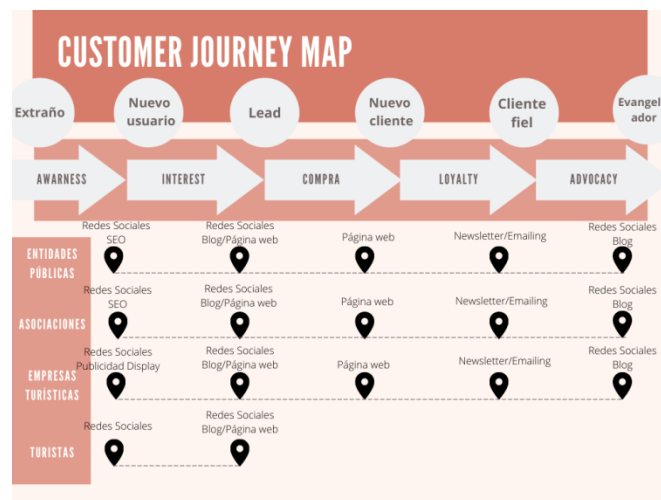 CUSTOMER JOURNEY MAP
Extraño
Nuevo
usuario
Lead
Nuevo
cliente
Cliente
fiel
Evangel
ador
AWARNESS
INTEREST
COMPRA
LOYALTY
ADVOCACY
ENTIDADES
PÚBLICAS
Redes Sociales
SEO
Redes Sociales
Blog/Página web
Página web
Newsletter/Emailing
Redes Sociales
Blog
ASOCIACIONES
Redes Sociales
SEO
Redes Sociales
Blog/Página web
Página web
Newsletter/Emailing
Redes Sociales
Blog
EMPRESAS
TURÍSTICAS
Redes Sociales
Publicidad Display
Redes Sociales
Blog/Página web
Página web
Newsletter/Emailing
Redes Sociales
Blog
TURISTAS
Redes Sociales
Redes Sociales
Blog/Página web